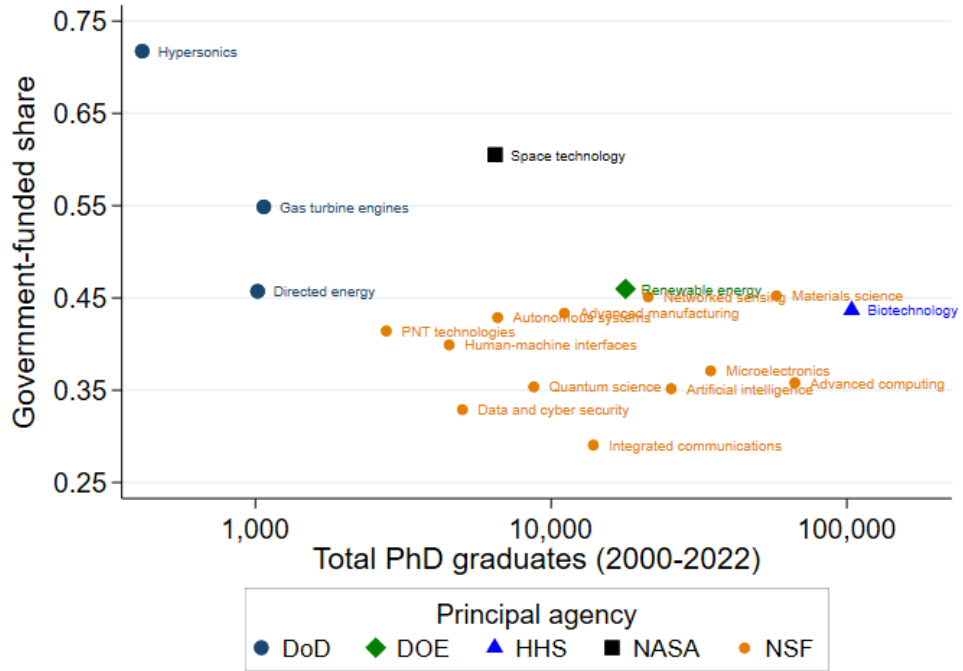 0.75
0.65
0.55
0.45
0.35
0.25
Government-funded share
Hypersonics
Space technology
Gas turbine engines
Directed energy
Renewable energy
Networked sensing
Materials science
Biotechnology
Advanced manufacturing
Autonomous systems
PNT technologies
Human-machine interfaces
Microelectronics
Quantum science
Artificial intelligence
Advanced computing
Data and cyber security
Integrated communications
1,000
10,000
100,000
Total PhD graduates (2000-2022)
Principal agency
DoD
DOE
HHS
NASA
NSF